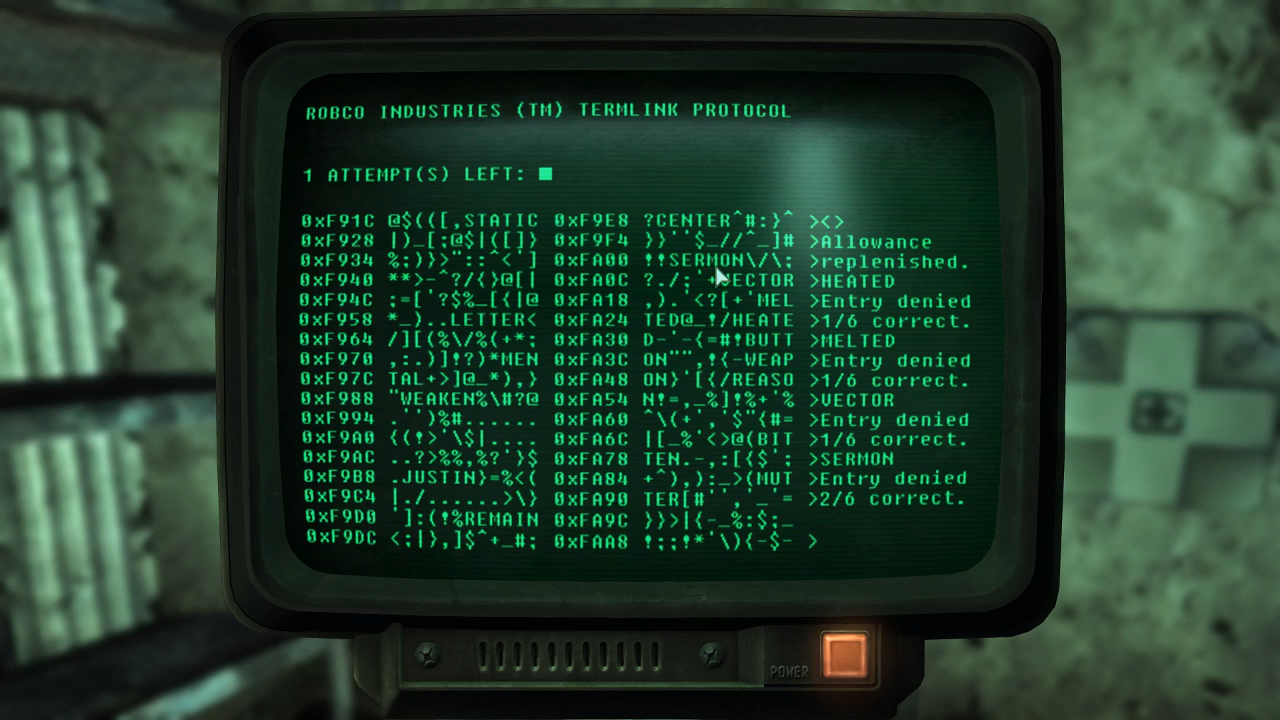 ROBCO INDUSTRIES (TM) TERMLINK PROTOCOL
1 ATTEMPT(S) LEFT: ■
0xF91C @$(([,STATIC 0xF9E8 ?CENTER^#:}^ ><>
0xF928 |)_[:@$|([]} 0xF9F4 }}''$_//^_]# >Allowance
0xF934 %;)}>"::^<'] 0xFA00 !!SERMON\/\; >replenished.
0xF940 **>-^?/{}@[| 0xFA0C ?./;'+VECTOR >HEATED
0xF94C ;=['?$%_[{|@ 0xFA18 ,).'<?[+'MEL >Entry denied
0xF958 *_)..LETTER< 0xFA24 TED@_!/HEATE >1/6 correct.
0xF964 /][(%\/%(+*; 0xFA30 D-'-{=#!BUTT >MELTED
0xF970 ,:.)]!?)*MEN 0xFA3C ON"",!{-WEAP >Entry denied
0xF97C TAL+>]@_*),} 0xFA48 ON}'[{/REASO >1/6 correct.
0xF988 "WEAKEN%\#?@ 0xFA54 N!=,_%]!%+'% >VECTOR
0xF994 .'')%#...... 0xFA60 ^\(+','$"{#= >Entry denied
0xF9A0 {(!>'\$|.... 0xFA6C |[_%'<>@(BIT >1/6 correct.
0xF9AC ..?>%%,%?'}$ 0xFA78 TEN.-,:[{$'; >SERMON
0xF9B8 .JUSTIN}=%<( 0xFA84 +^),):_>(MUT >Entry denied
0xF9C4 |./......>\} 0xFA90 TER[#'','_'= >2/6 correct.
0xF9D0 ']:(!%REMAIN 0xFA9C }}>|{-_%:$;_
0xF9DC <;|},]$^+_#; 0xFAA8 !;;!*'\){-$- >
POWER